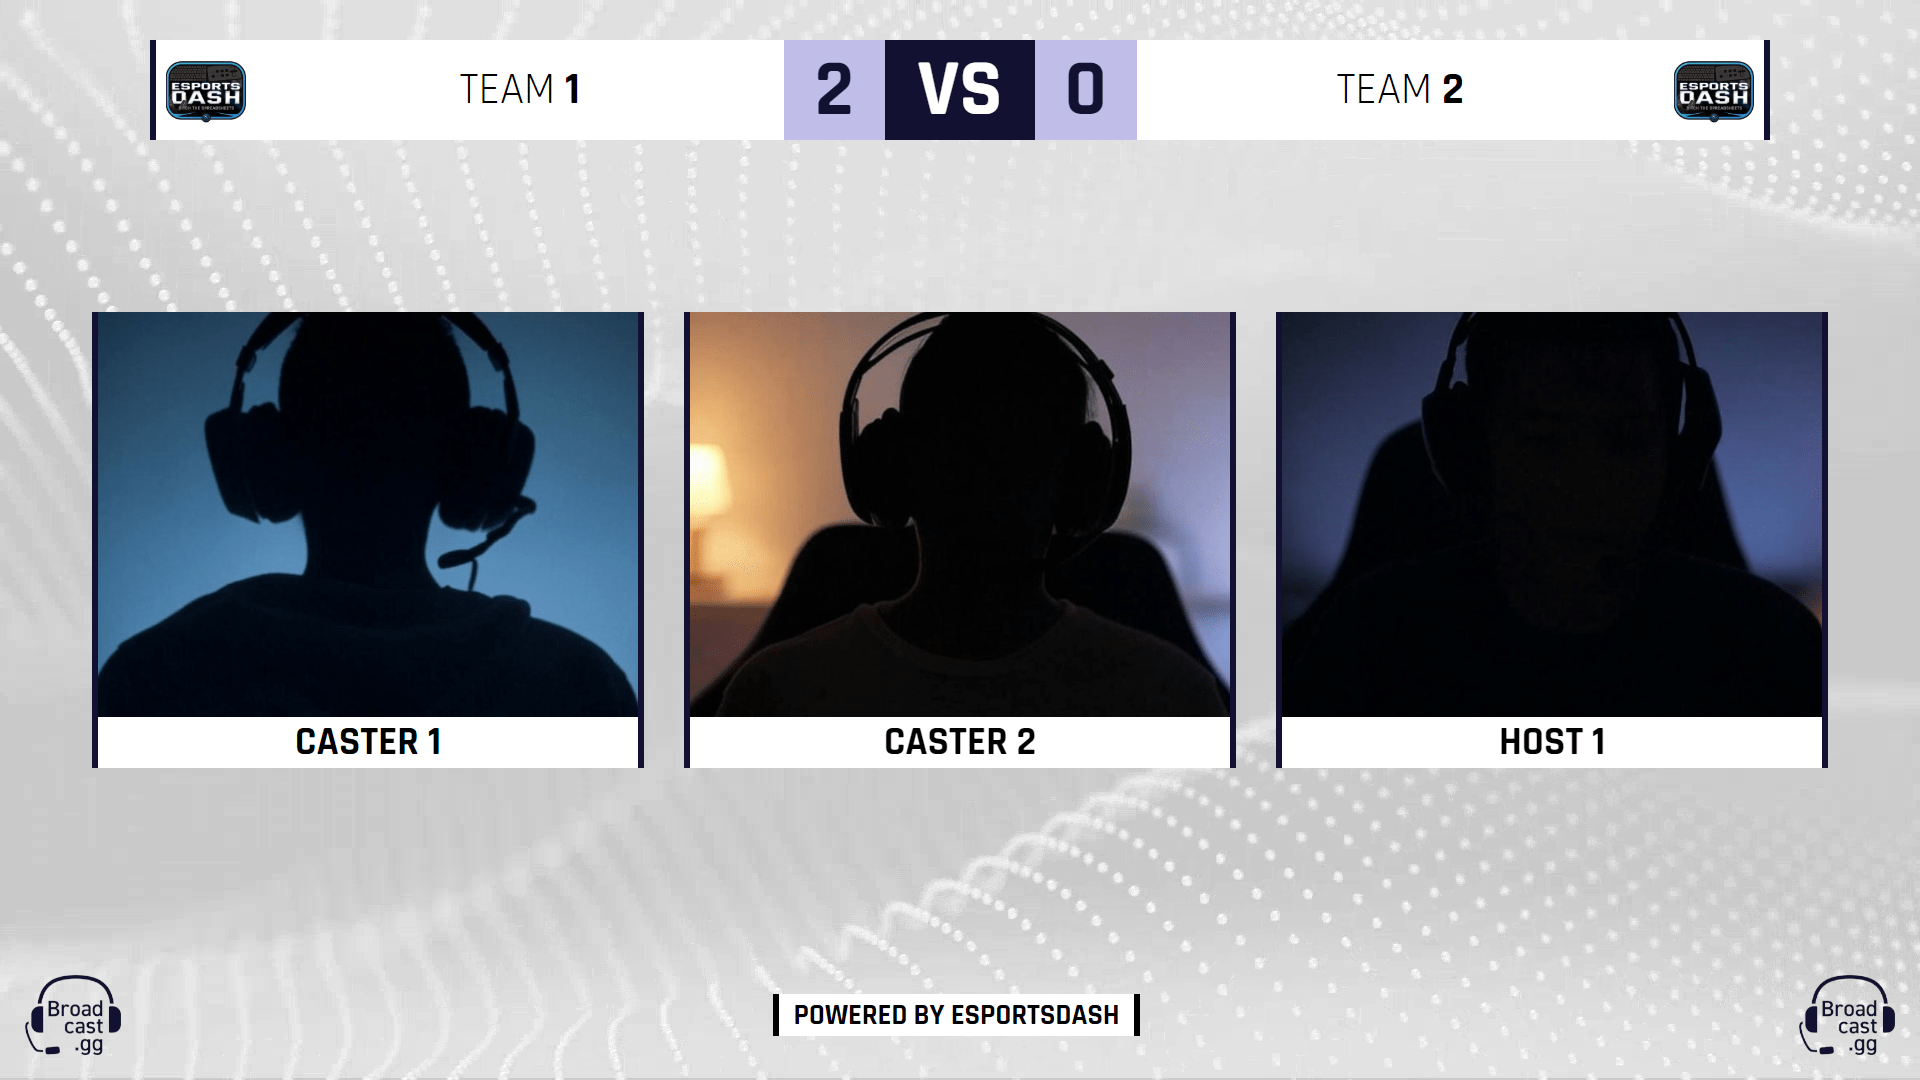 ESPORTS
DASH
TEAM 1
2
VS
0
TEAM 2
ESPORTS
DASH
CASTER 1
CASTER 2
HOST 1
Broad
cast
.gg
POWERED BY ESPORTSDASH
Broad
cast
.gg